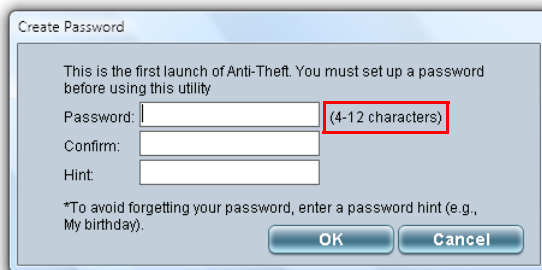 Create Password
This is the first launch of Anti-Theft. You must set up a password
before using this utility
Password: (4-12 characters)
Confirm:
Hint:
*To avoid forgetting your password, enter a password hint (e.g.,
My birthday).
OK Cancel